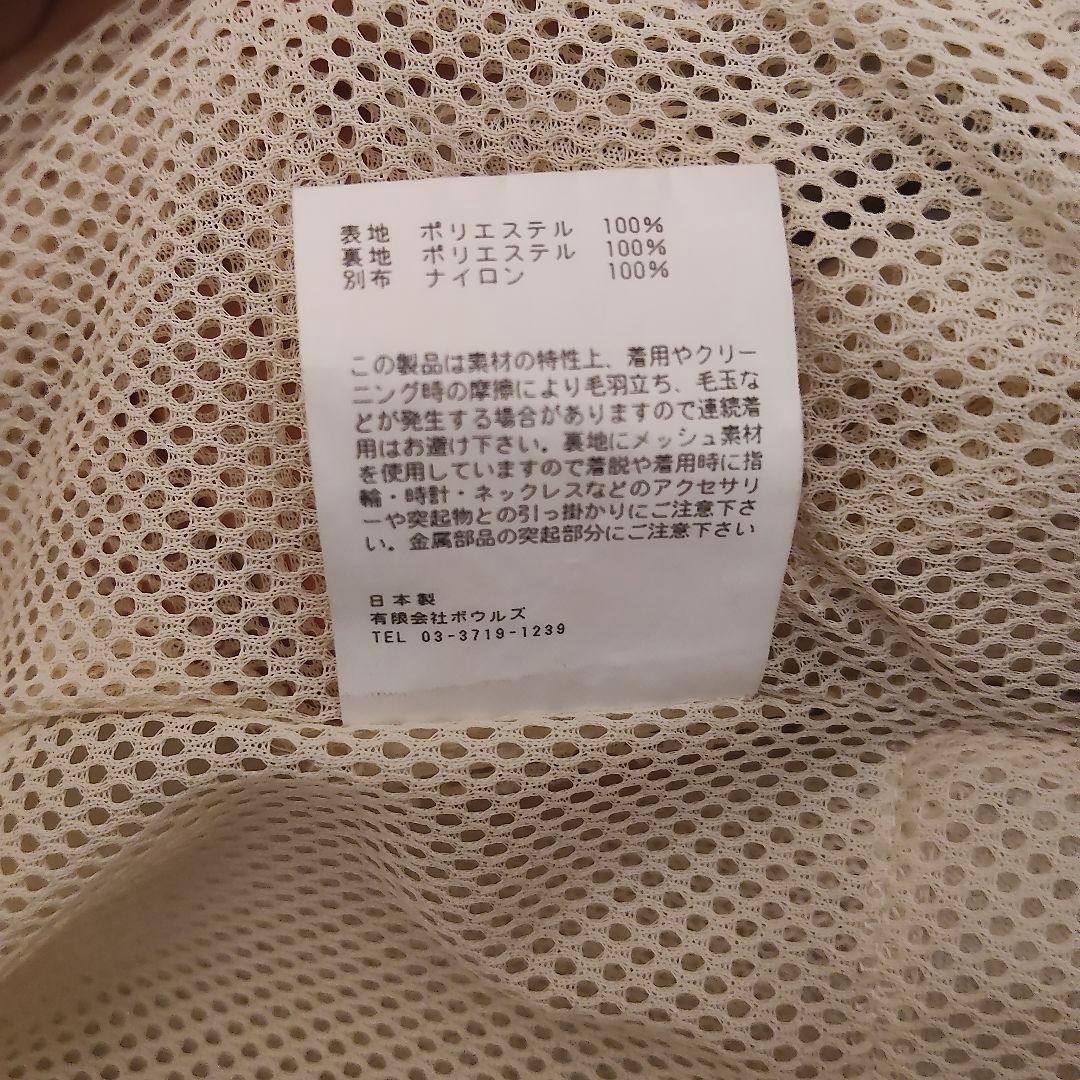 表地 ポリエステル 100%
裏地 ポリエステル 100%
別布 ナイロン 100%
この製品は素材の特性上、着用やクリー
ニング時の摩擦により毛羽立ち、毛玉な
どが発生する場合がありますので連続着
用はお避け下さい。裏地にメッシュ素材
を使用していますので着脱や着用時に指
輪・時計・ネックレスなどのアクセサリ
ーや突起物との引っ掛かりにご注意下さ
い。金属部品の突起部分にご注意下さい
日本製
有限会社ボウルズ
TEL 03-3719-1239